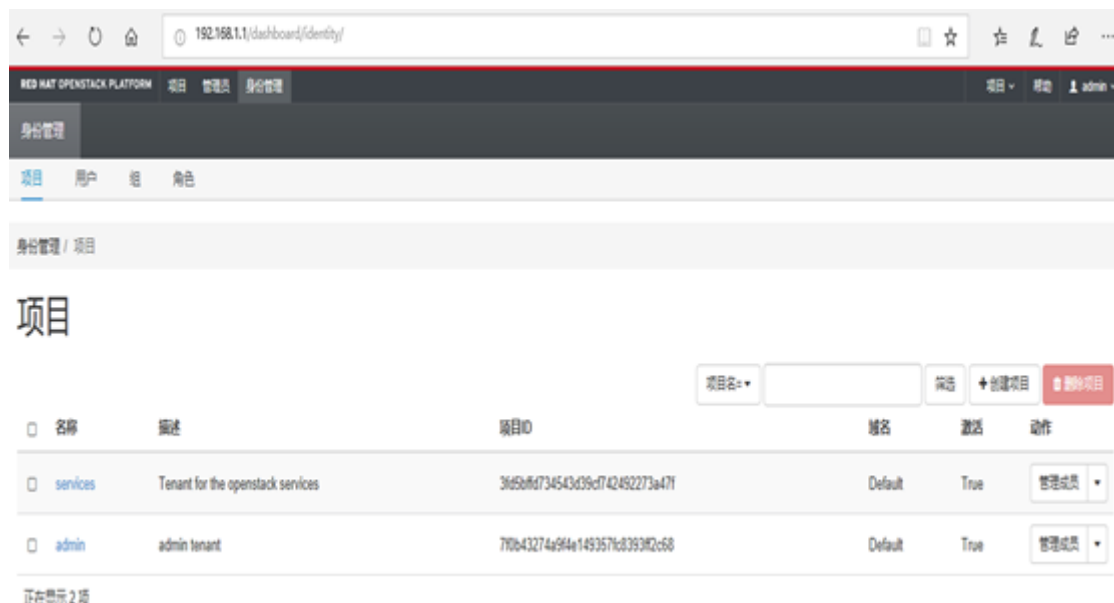 192.168.1.1/dashboard/identity/
RED HAT OPENSTACK PLATFORM 项目 管理员 身份管理 项目 帮助 admin
身份管理
项目 用户 组 角色
身份管理 / 项目
项目
项目名= 筛选 +创建项目 删除项目
名称 描述 项目ID 域名 激活 动作
services Tenant for the openstack services 3fd5bffd734543d39cf742492273a47f Default True 管理成员
admin admin tenant 7f0b43274a9f4e149357fc8393ff2c68 Default True 管理成员
正在显示 2 项